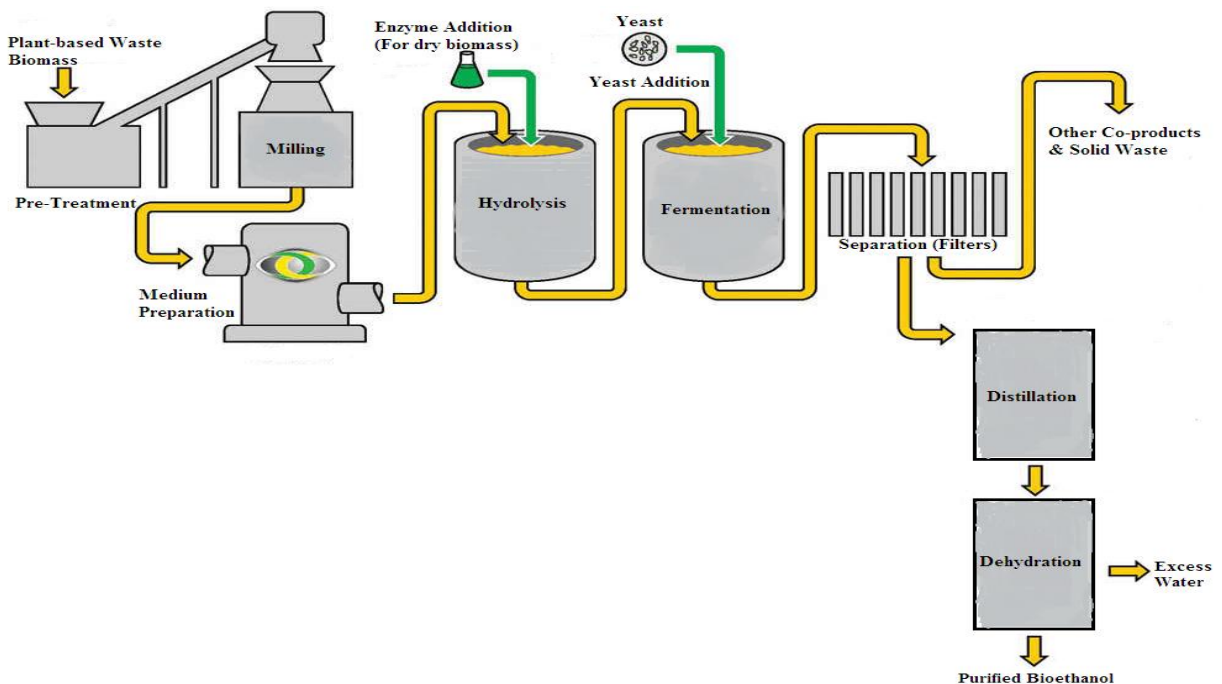 Plant-based Waste
Biomass
Pre-Treatment
Milling
Medium
Preparation
Enzyme Addition
(For dry biomass)
Hydrolysis
Yeast
Yeast Addition
Fermentation
Separation (Filters)
Other Co-products
& Solid Waste
Distillation
Dehydration
Excess
Water
Purified Bioethanol